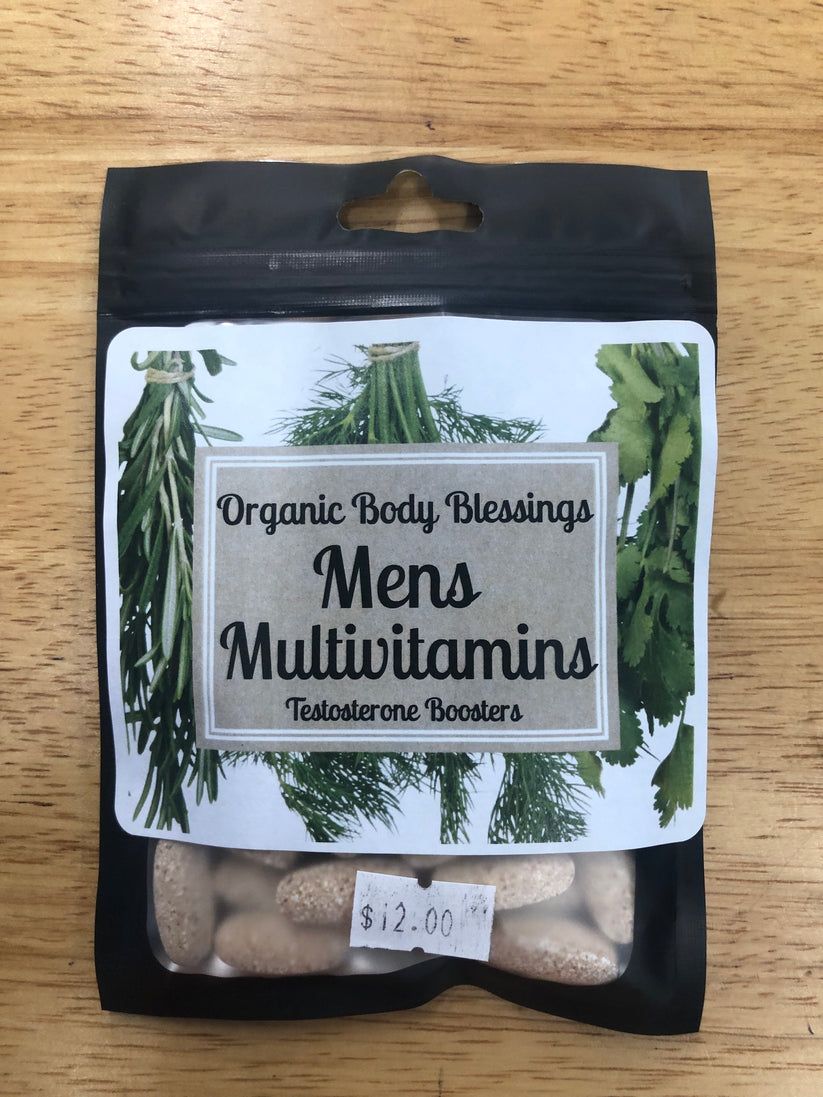 Organic Body Blessings
Mens
Multivitamins
Testosterone Boosters
$12.00